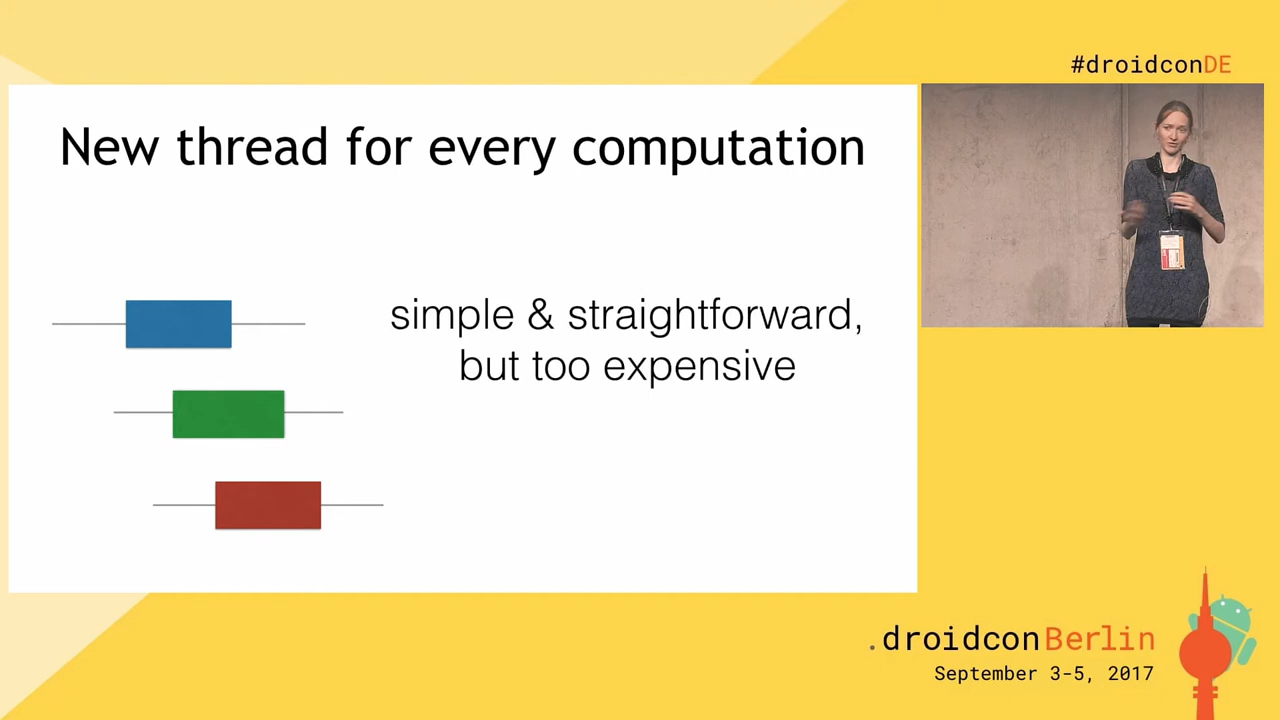 #droidconDE
New thread for every computation
simple & straightforward,
but too expensive
.droidconBerlin
September 3-5, 2017